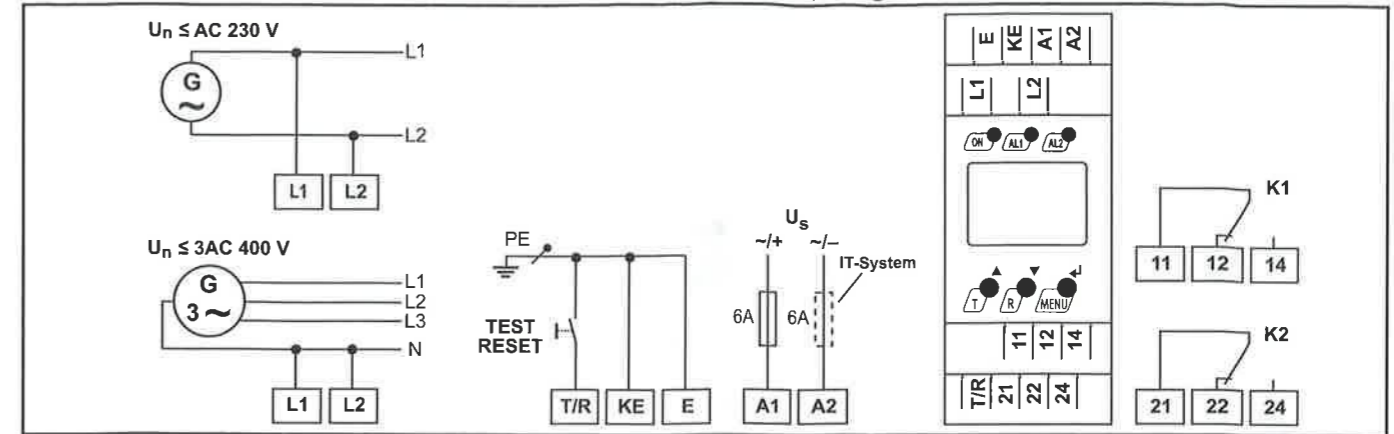 Un ≤ AC 230 V
G
~
L1
L2
L1 L2
Un ≤ 3AC 400 V
G
3 ~
L1
L2
L3
N
L1 L2
PE
TEST
RESET
T/R KE E
Us
~/+ ~/–
IT-System
6A 6A
A1 A2
E KE A1 A2
L1 L2
ON AL1 AL2
▲ ▼ ↵
T R MENU
11 12 14
T/R 21 22 24
K1
11 12 14
K2
21 22 24